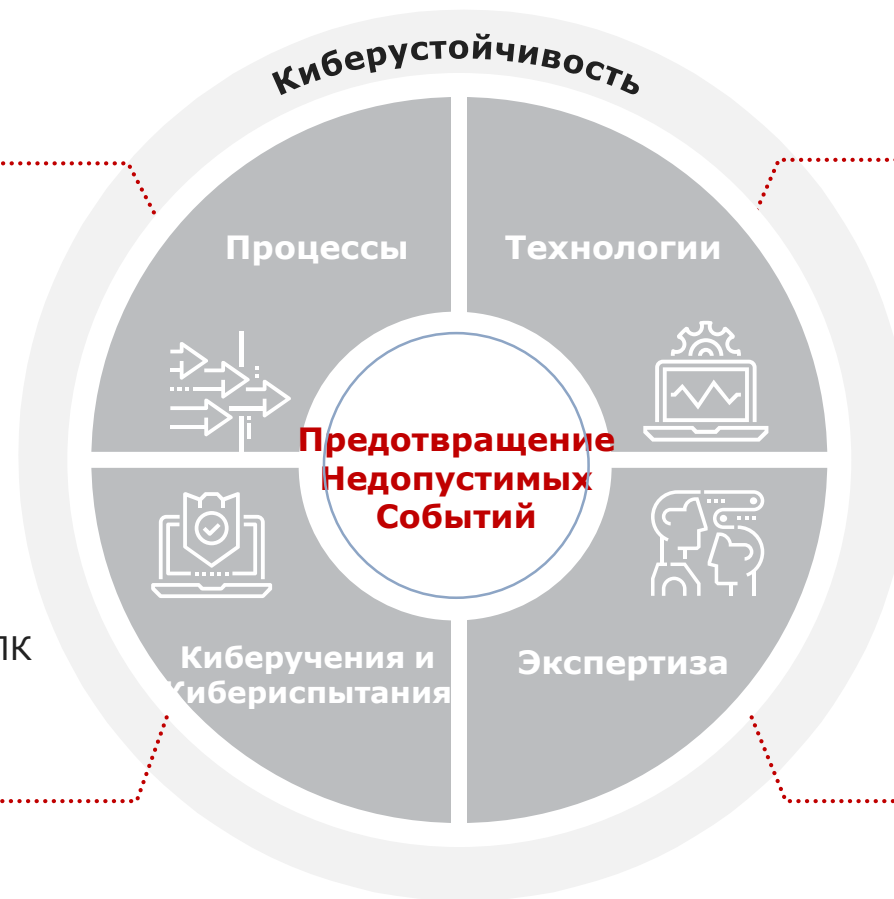 Киберустойчивость
Процессы
Технологии
Предотвращение
Недопустимых
Событий
Киберучения и
Кибериспытания
Экспертиза